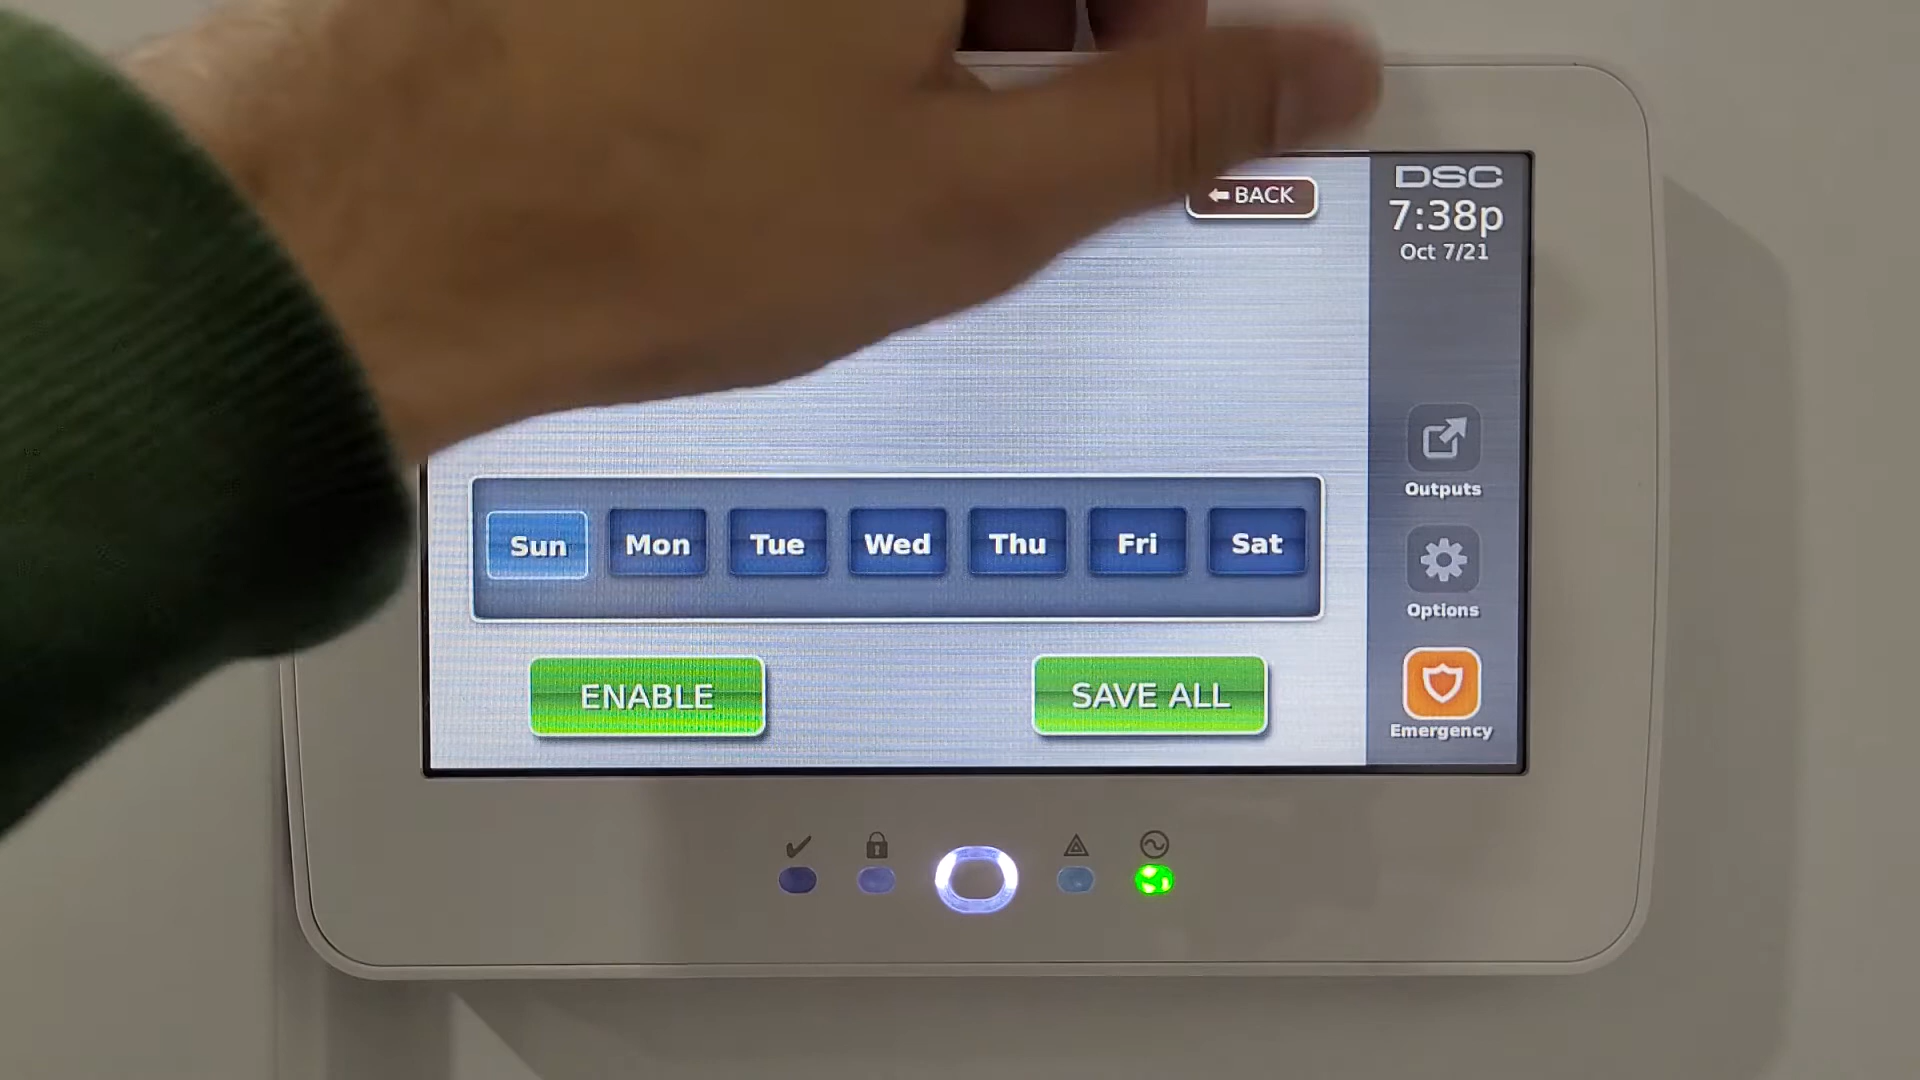 BACK
DSC
7:38p
Oct 7/21
Outputs
Sun Mon Tue Wed Thu Fri Sat
Options
ENABLE SAVE ALL
Emergency